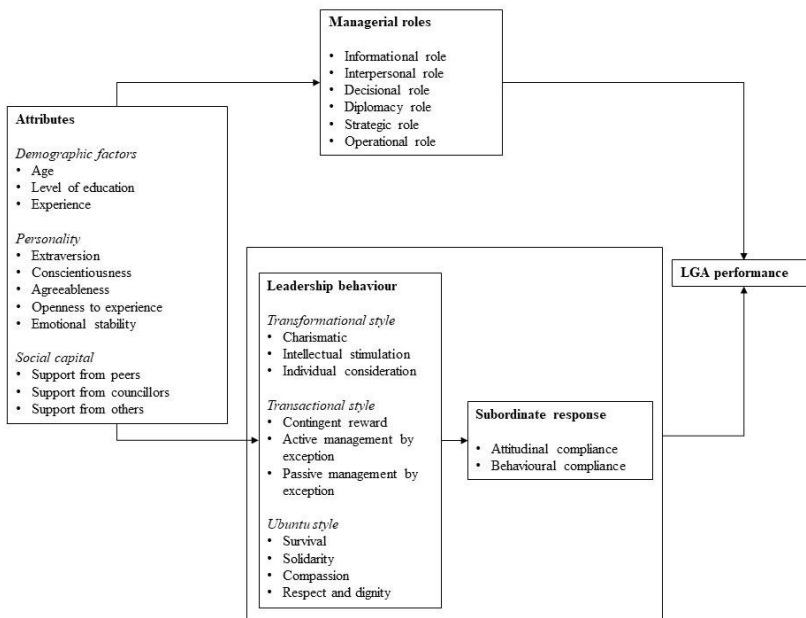 Managerial roles
• Informational role
• Interpersonal role
• Decisional role
• Diplomacy role
• Strategic role
• Operational role
Attributes
Demographic factors
• Age
• Level of education
• Experience
Personality
• Extraversion
• Conscientiousness
• Agreeableness
• Openness to experience
• Emotional stability
Social capital
• Support from peers
• Support from councillors
• Support from others
Leadership behaviour
Transformational style
• Charismatic
• Intellectual stimulation
• Individual consideration
Transactional style
• Contingent reward
• Active management by
exception
• Passive management by
exception
Ubuntu style
• Survival
• Solidarity
• Compassion
• Respect and dignity
Subordinate response
• Attitudinal compliance
• Behavioural compliance
LGA performance